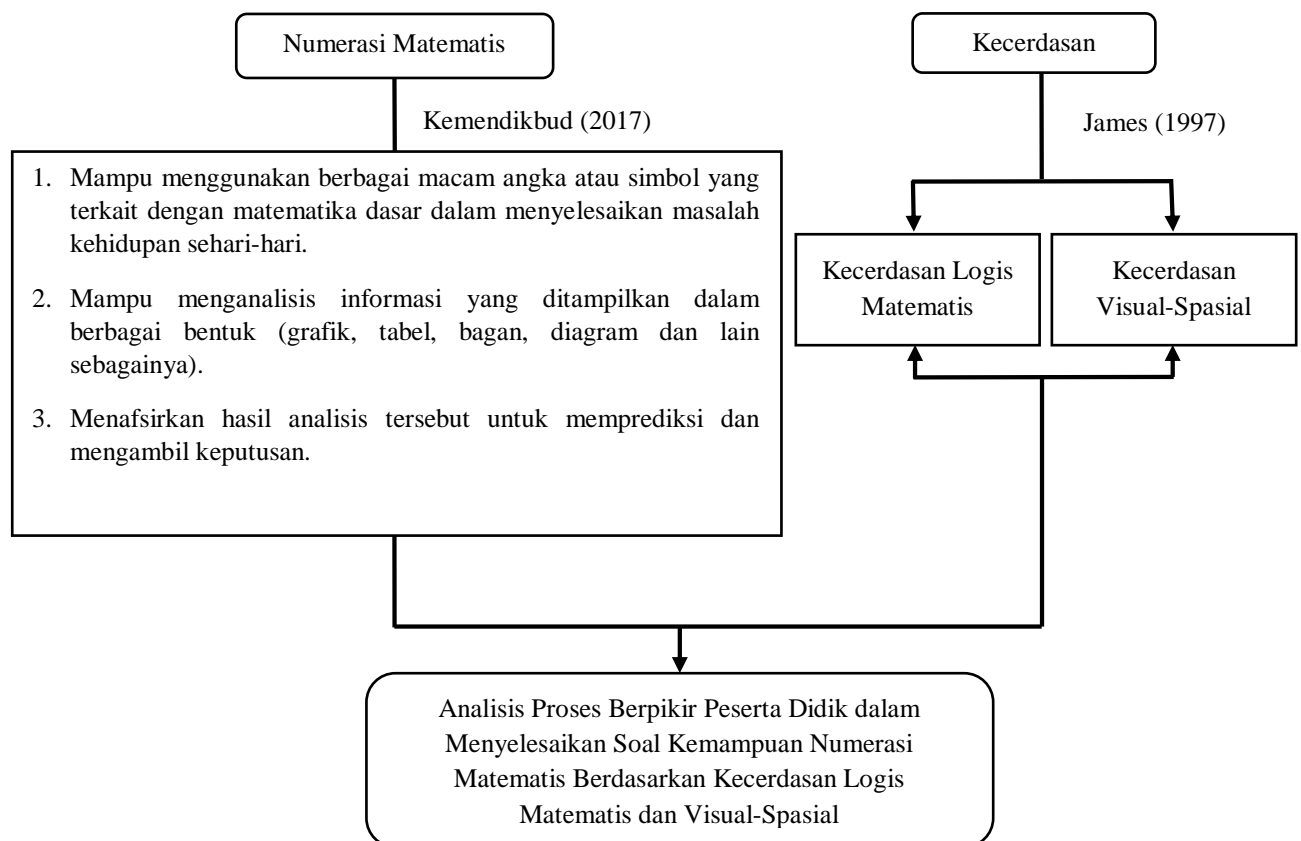 Numerasi Matematis
Kecerdasan
Kemendikbud (2017)
James (1997)
1. Mampu menggunakan berbagai macam angka atau simbol yang
terkait dengan matematika dasar dalam menyelesaikan masalah
kehidupan sehari-hari.
2. Mampu menganalisis informasi yang ditampilkan dalam
berbagai bentuk (grafik, tabel, bagan, diagram dan lain
sebagainya).
3. Menafsirkan hasil analisis tersebut untuk memprediksi dan
mengambil keputusan.
Kecerdasan Logis
Matematis
Kecerdasan
Visual-Spasial
Analisis Proses Berpikir Peserta Didik dalam
Menyelesaikan Soal Kemampuan Numerasi
Matematis Berdasarkan Kecerdasan Logis
Matematis dan Visual-Spasial